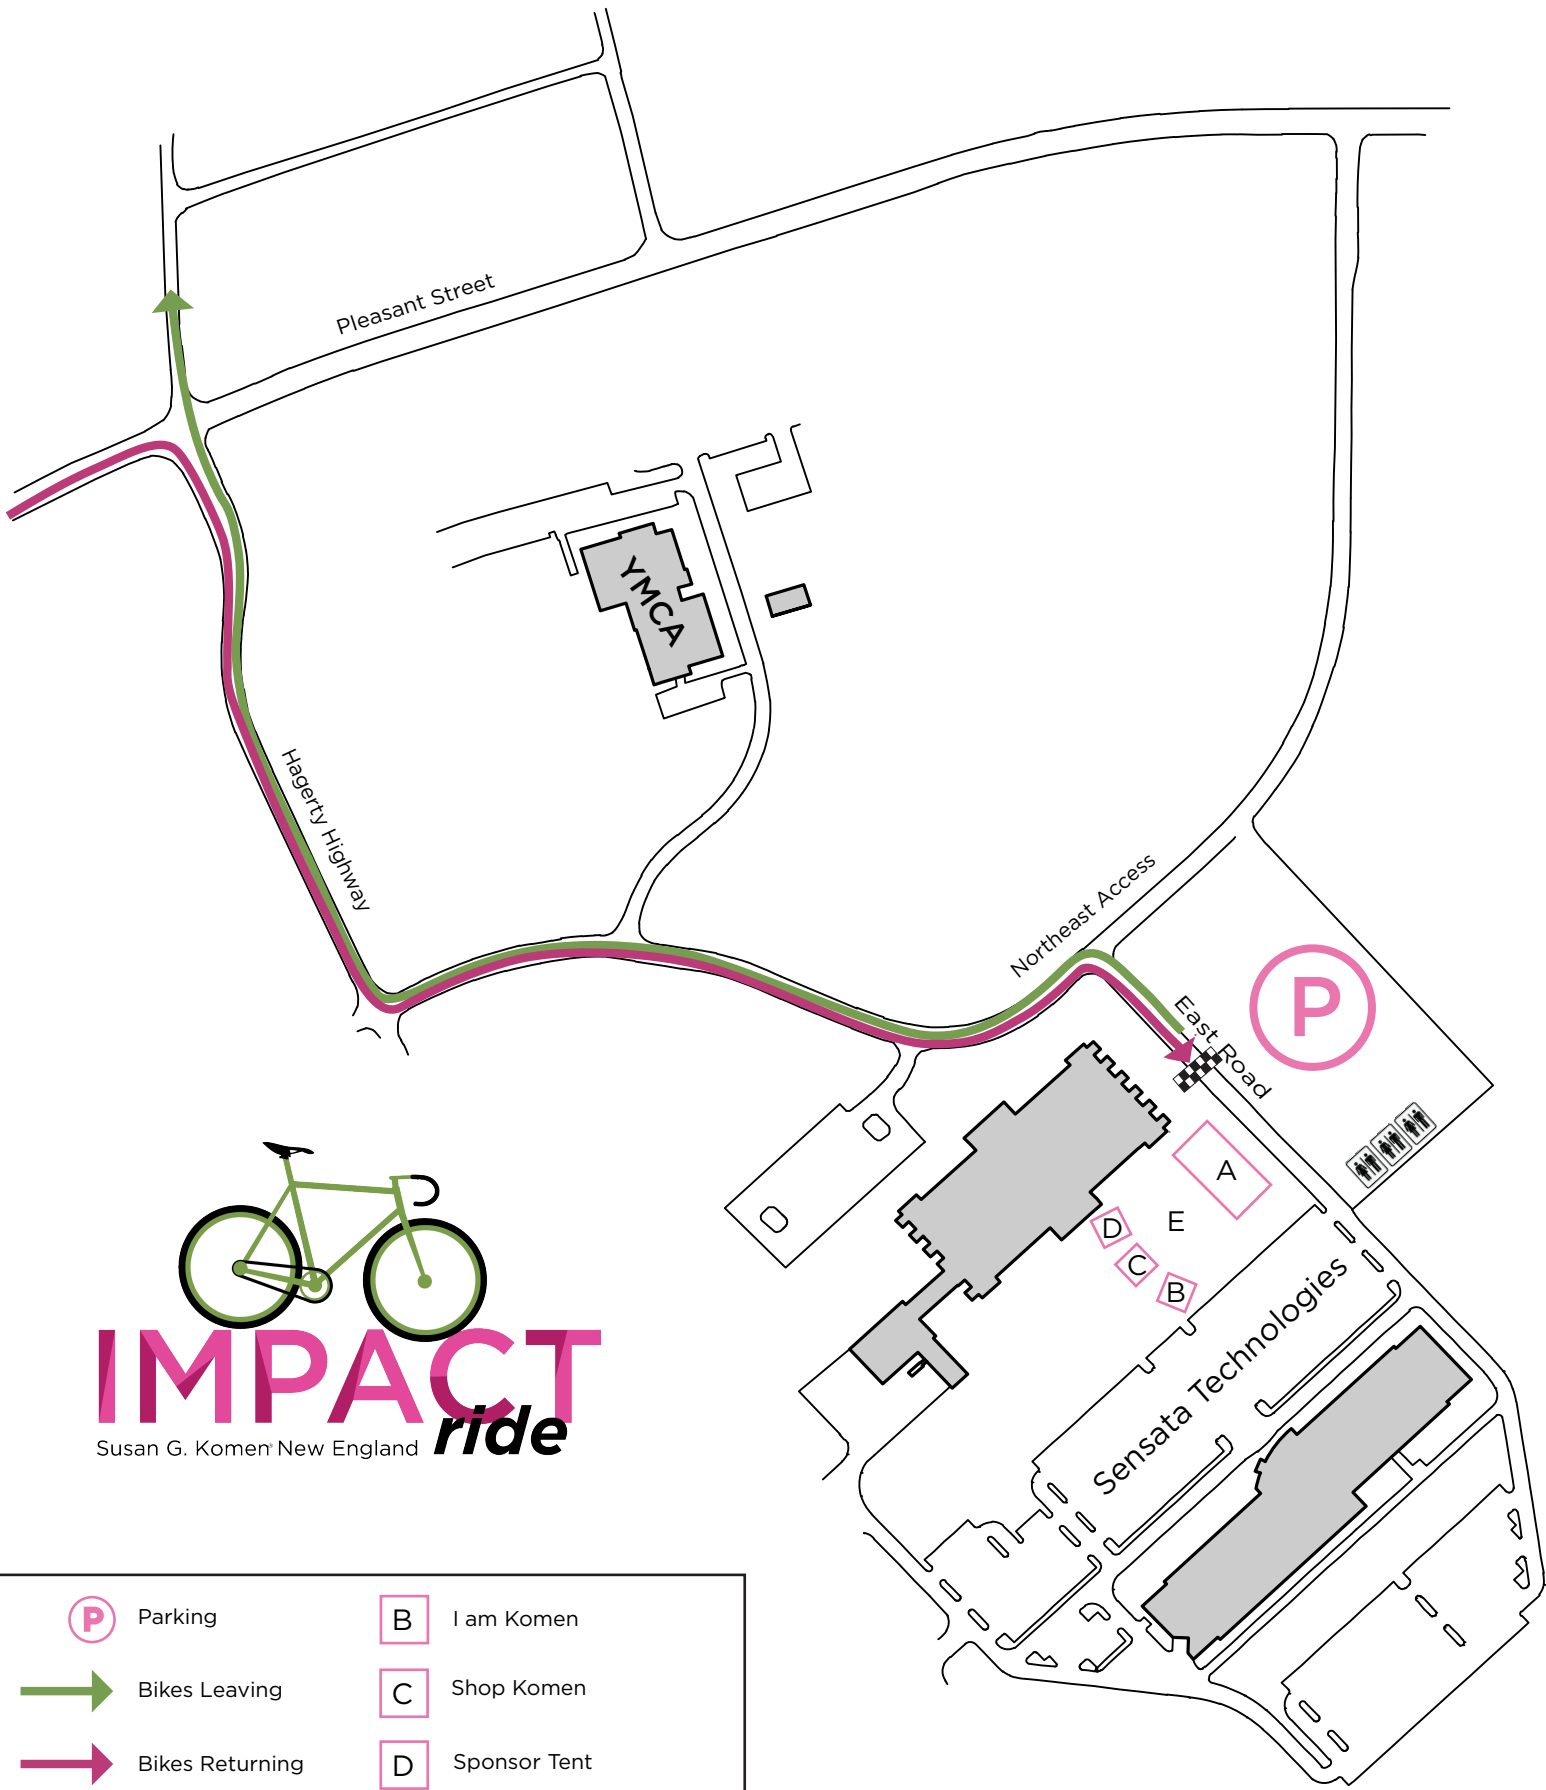 Pleasant Street
YMCA
Hagerty Highway
Northeast Access
East Road
P
A
E
D
C
B
Sensata Technologies
IMPACT
ride
Susan G. Komen® New England
P Parking
B I am Komen
Bikes Leaving
C Shop Komen
Bikes Returning
D Sponsor Tent